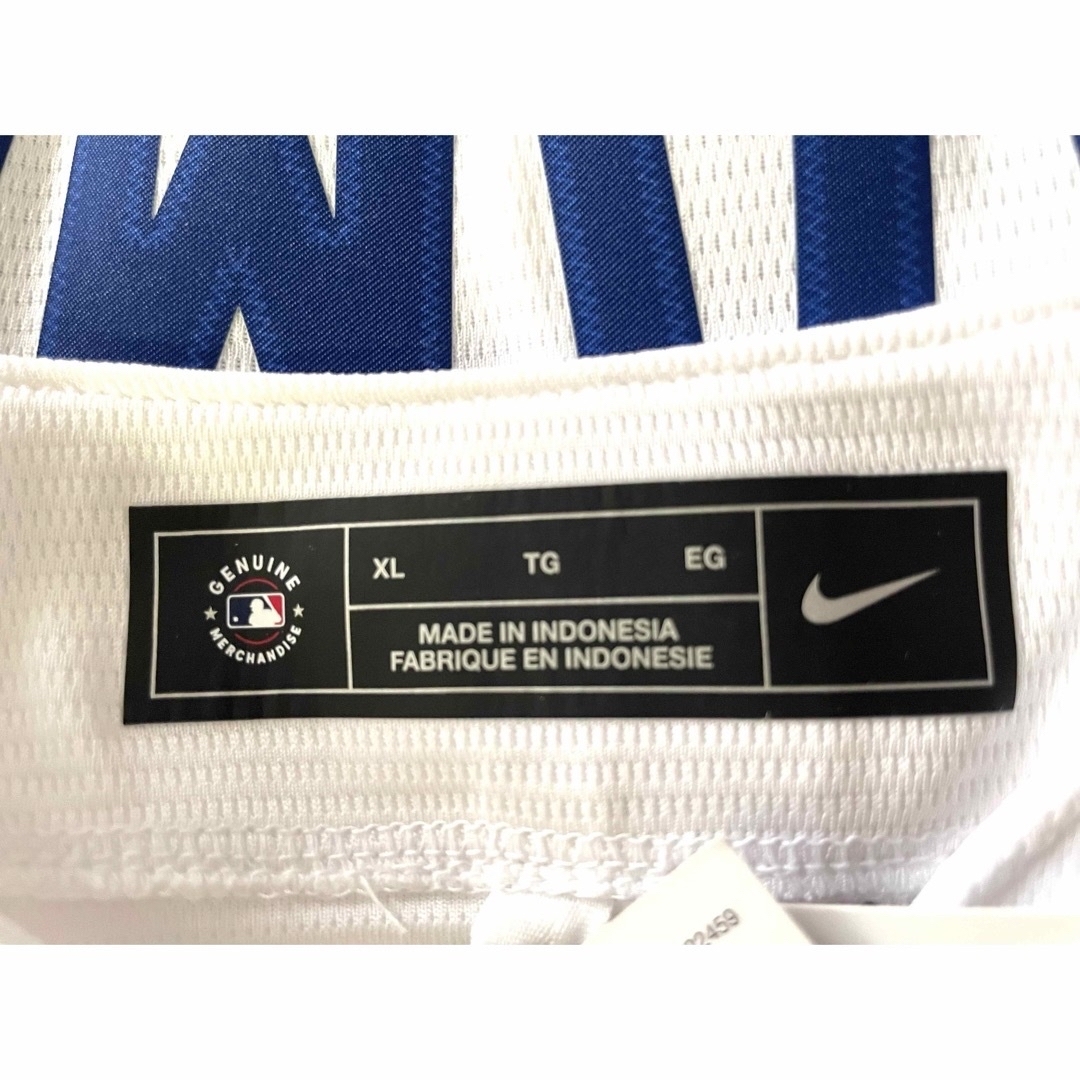 GENUINE
MERCHANDISE
XL TG EG
MADE IN INDONESIA
FABRIQUE EN INDONESIE